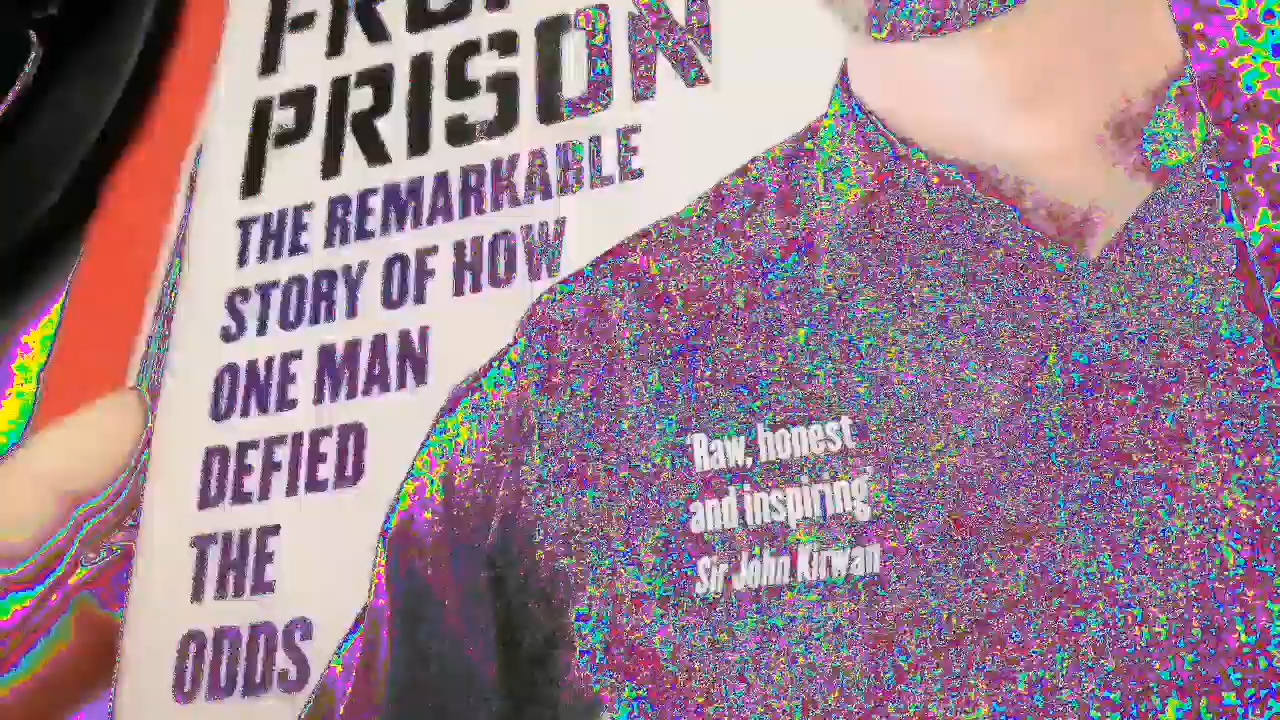 PRISON
THE REMARKABLE
STORY OF HOW
ONE MAN
DEFIED
THE
ODDS
'Raw, honest
and inspiring'
Sir John Kirwan